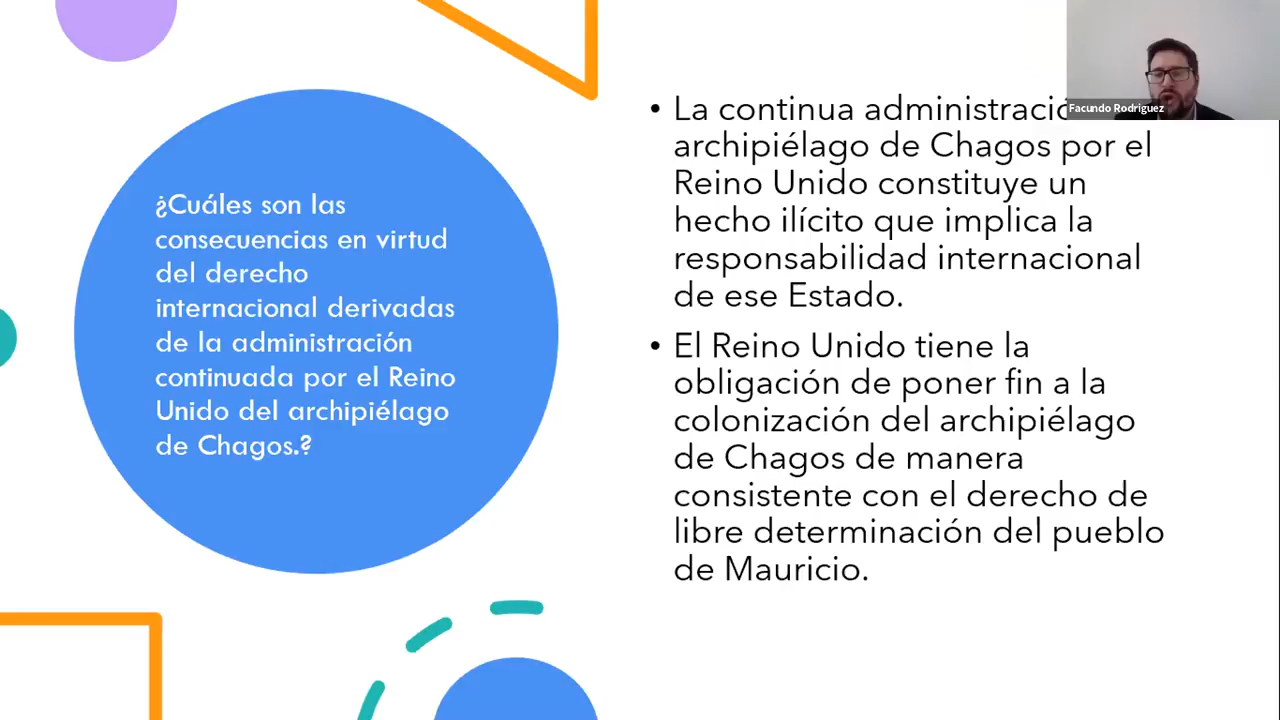 ¿Cuáles son las
consecuencias en virtud
del derecho
internacional derivadas
de la administración
continuada por el Reino
Unido del archipiélago
de Chagos.?
• La continua
archipiélago de Chagos por el
Reino Unido constituye un
hecho ilícito que implica la
responsabilidad internacional
de ese Estado.
• El Reino Unido tiene la
obligación de poner fin a la
colonización del archipiélago
de Chagos de manera
consistente con el derecho de
libre determinación del pueblo
de Mauricio.
Facundo Rodriguez